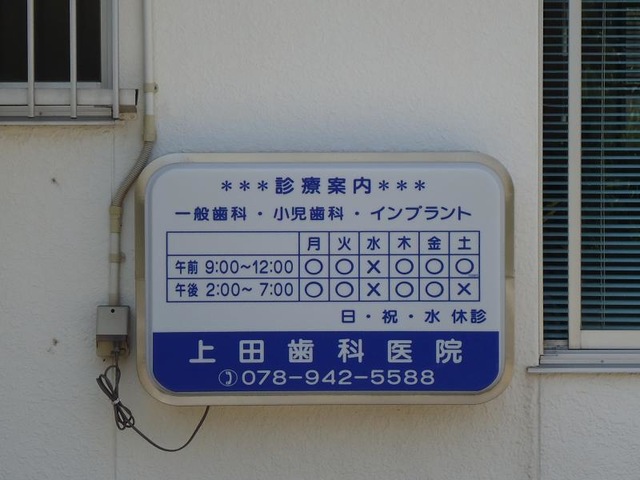 ***診療案内***
一般歯科・小児歯科・インプラント
月 火 水 木 金 土
午前 9:00~12:00 ○ ○ × ○ ○ ○
午後 2:00~ 7:00 ○ ○ × ○ ○ ×
日・祝・水 休診
上田歯科医院
078-942-5588